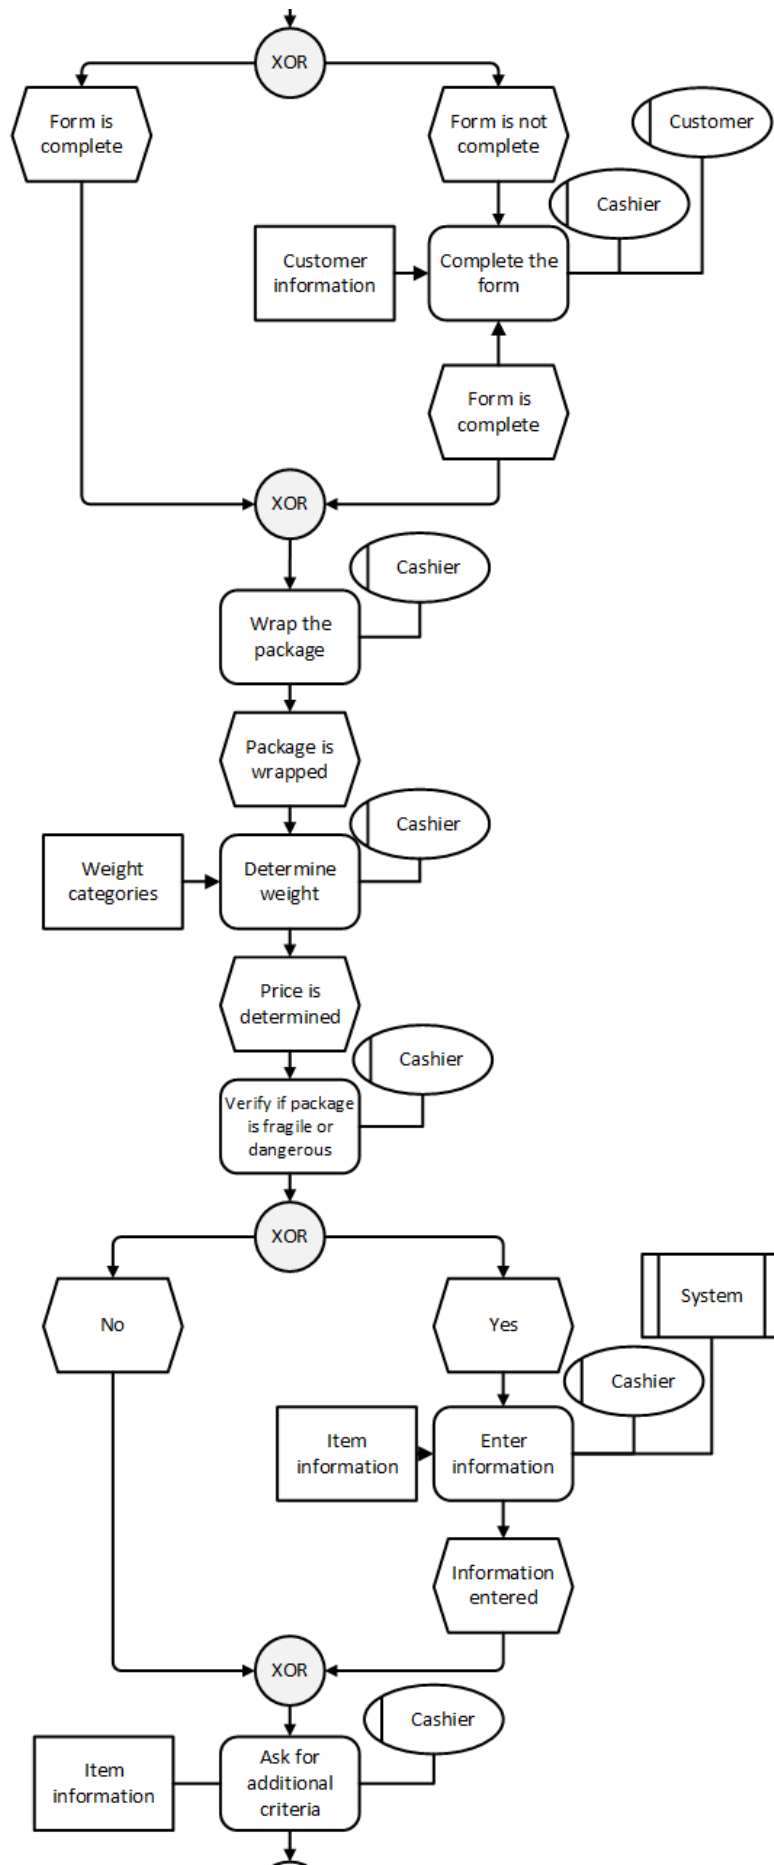 XOR
Form is
complete
Form is not
complete
Customer
Cashier
Customer
information
Complete the
form
Form is
complete
XOR
Cashier
Wrap the
package
Package is
wrapped
Cashier
Weight
categories
Determine
weight
Price is
determined
Cashier
Verify if package
is fragile or
dangerous
XOR
No
Yes
System
Cashier
Item
information
Enter
information
Information
entered
XOR
Cashier
Item
information
Ask for
additional
criteria